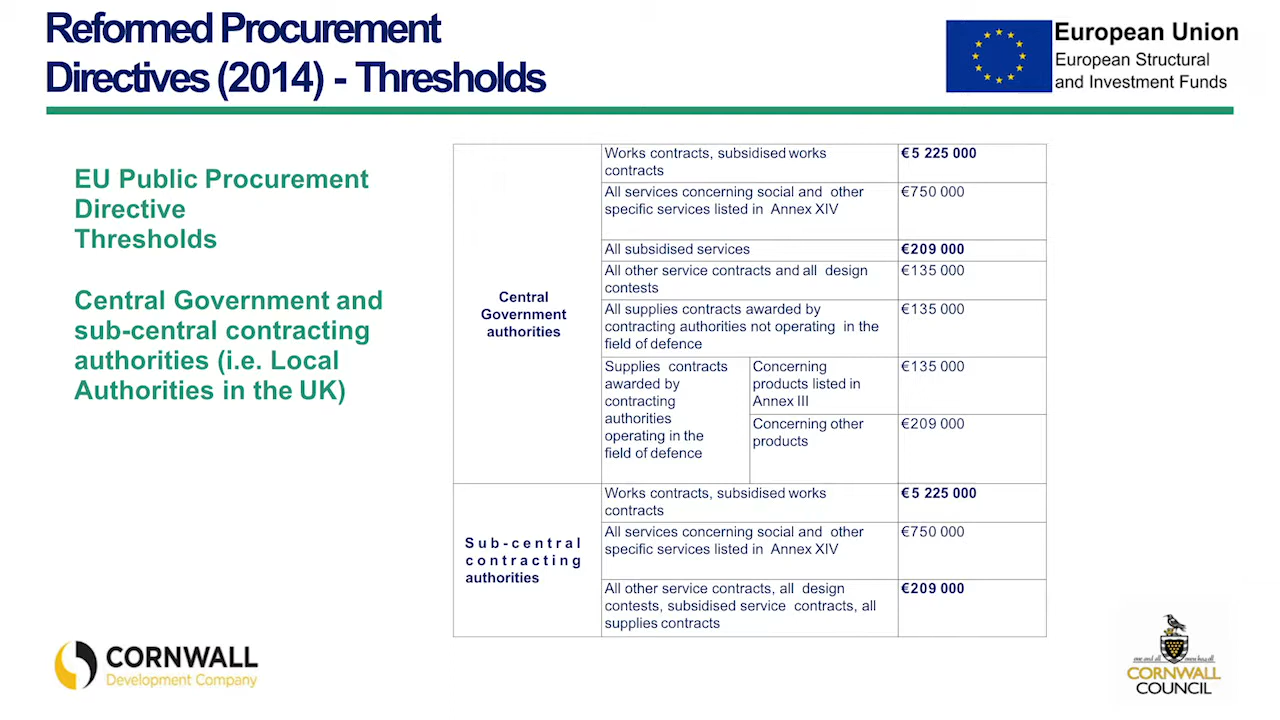 Reformed Procurement
Directives (2014) - Thresholds
European Union
European Structural
and Investment Funds
EU Public Procurement
Directive
Thresholds
Central Government and
sub-central contracting
authorities (i.e. Local
Authorities in the UK)
Central
Government
authorities
Works contracts, subsidised works
contracts
€5 225 000
All services concerning social and other
specific services listed in Annex XIV
€750 000
All subsidised services
€209 000
All other service contracts and all design
contests
€135 000
All supplies contracts awarded by
contracting authorities not operating in the
field of defence
€135 000
Supplies contracts
awarded by
contracting
authorities
operating in the
field of defence
Concerning
products listed in
Annex III
€135 000
Concerning other
products
€209 000
Sub-central
contracting
authorities
Works contracts, subsidised works
contracts
€5 225 000
All services concerning social and other
specific services listed in Annex XIV
€750 000
All other service contracts, all design
contests, subsidised service contracts, all
supplies contracts
€209 000
CORNWALL
Development Company
one and all
CORNWALL
COUNCIL